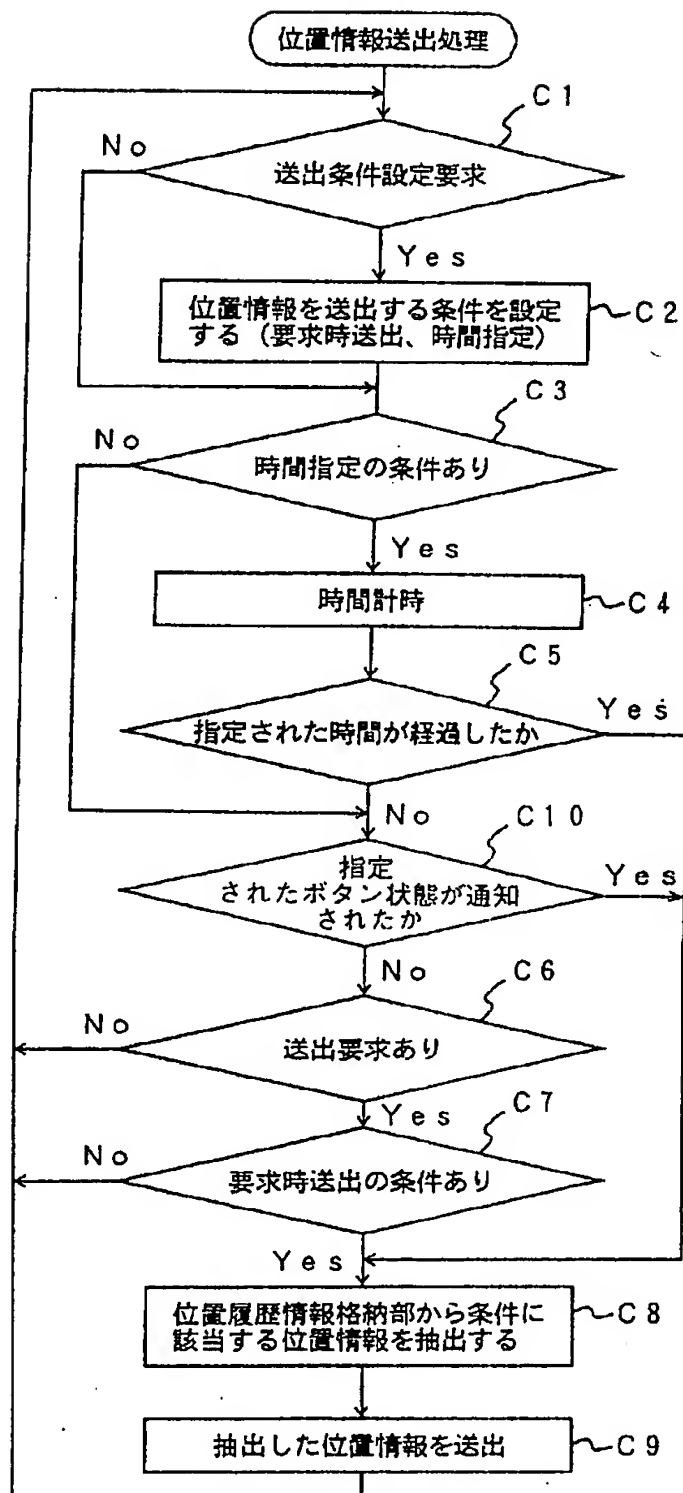 位置情報送出処理
C1
No
送出条件設定要求
Yes
位置情報を送出する条件を設定
する（要求時送出、時間指定）
C2
C3
No
時間指定の条件あり
Yes
時間計時
C4
C5
Yes
指定された時間が経過したか
No
C10
指定
されたボタン状態が通知
されたか
Yes
No
C6
No
送出要求あり
Yes
C7
No
要求時送出の条件あり
Yes
位置履歴情報格納部から条件に
該当する位置情報を抽出する
C8
抽出した位置情報を送出
C9